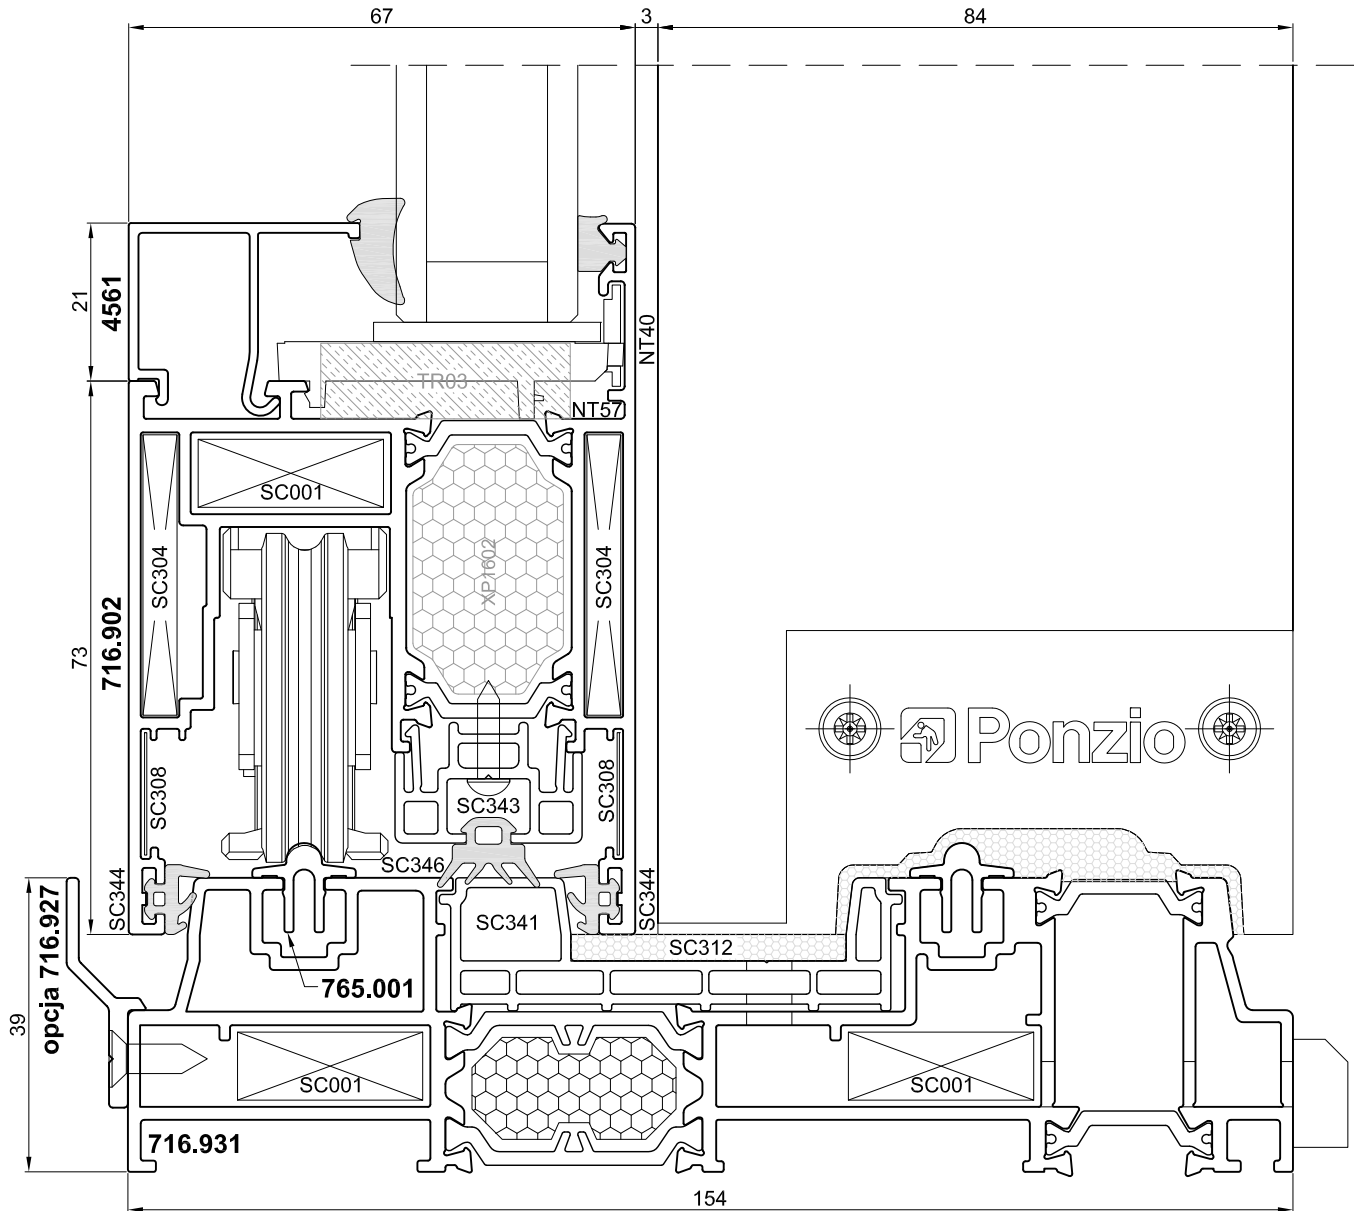 67
3
84
21
4561
NT40
TR03
NT57
SC001
SC304
XP1602
SC304
73
716.902
Ponzio
SC308
SC343
SC308
SC346
SC344
SC341
SC344
SC312
opcja 716.927
765.001
39
SC001
SC001
716.931
154